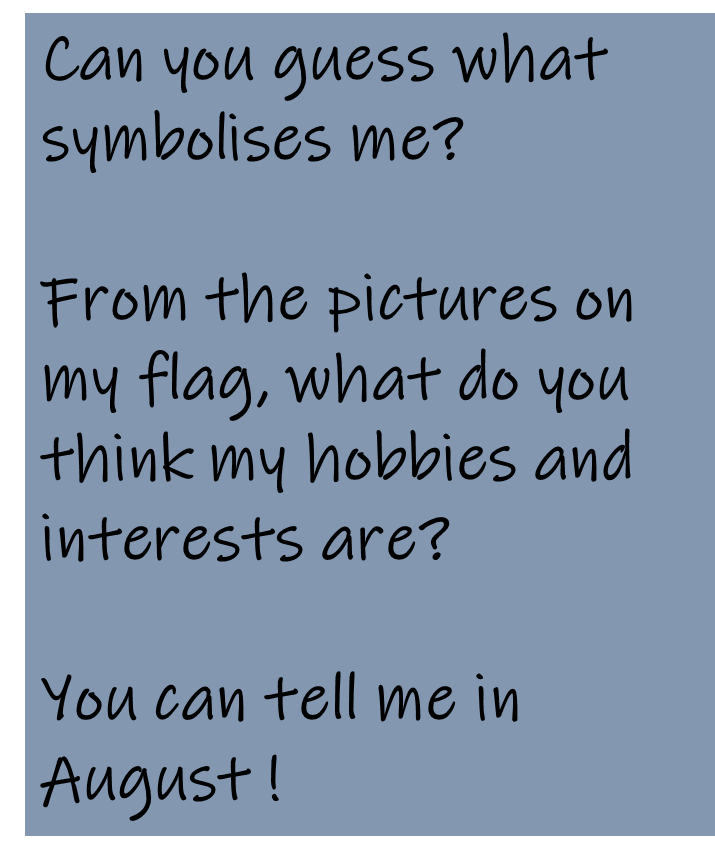 Can you guess what
symbolises me?
From the pictures on
my flag, what do you
think my hobbies and
interests are?
You can tell me in
August !